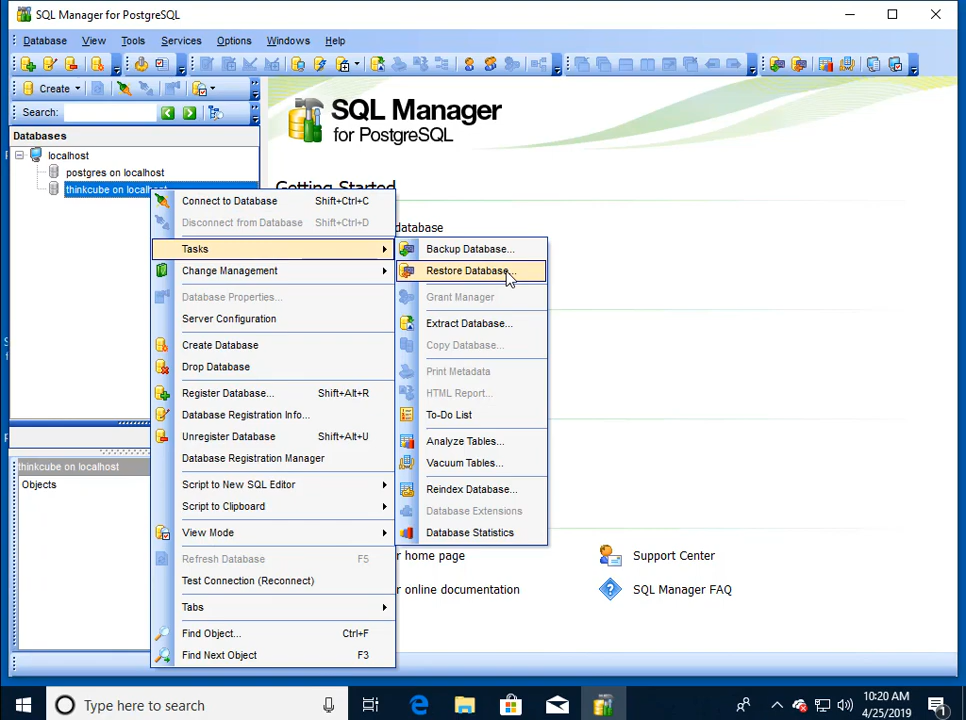 SQL Manager for PostgreSQL
Database View Tools Services Options Windows Help
Create
Search:
Databases
localhost
postgres on localhost
thinkcube on localh
SQL Manager
for PostgreSQL
Getting Started
database
Connect to Database Shift+Ctrl+C
Disconnect from Database Shift+Ctrl+D
Tasks
Change Management
Database Properties...
Server Configuration
Create Database
Drop Database
Register Database... Shift+Alt+R
Database Registration Info...
Unregister Database Shift+Alt+U
Database Registration Manager
Script to New SQL Editor
Script to Clipboard
View Mode
Refresh Database F5
Test Connection (Reconnect)
Tabs
Find Object... Ctrl+F
Find Next Object F3
Backup Database...
Restore Database...
Grant Manager
Extract Database...
Copy Database...
Print Metadata
HTML Report...
To-Do List
Analyze Tables...
Vacuum Tables...
Reindex Database...
Database Extensions
Database Statistics
thinkcube on localhost
Objects
r home page
r online documentation
Support Center
SQL Manager FAQ
Type here to search
10:20 AM
4/25/2019
1